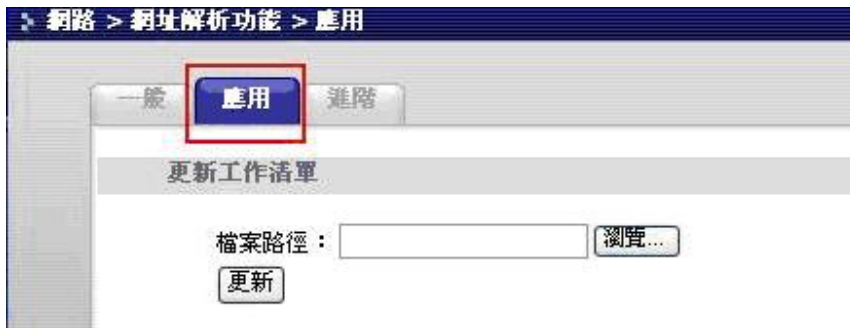 網路 > 網址解析功能 > 應用
一般 應用 進階
更新工作清單
檔案路徑：
瀏覽...
更新